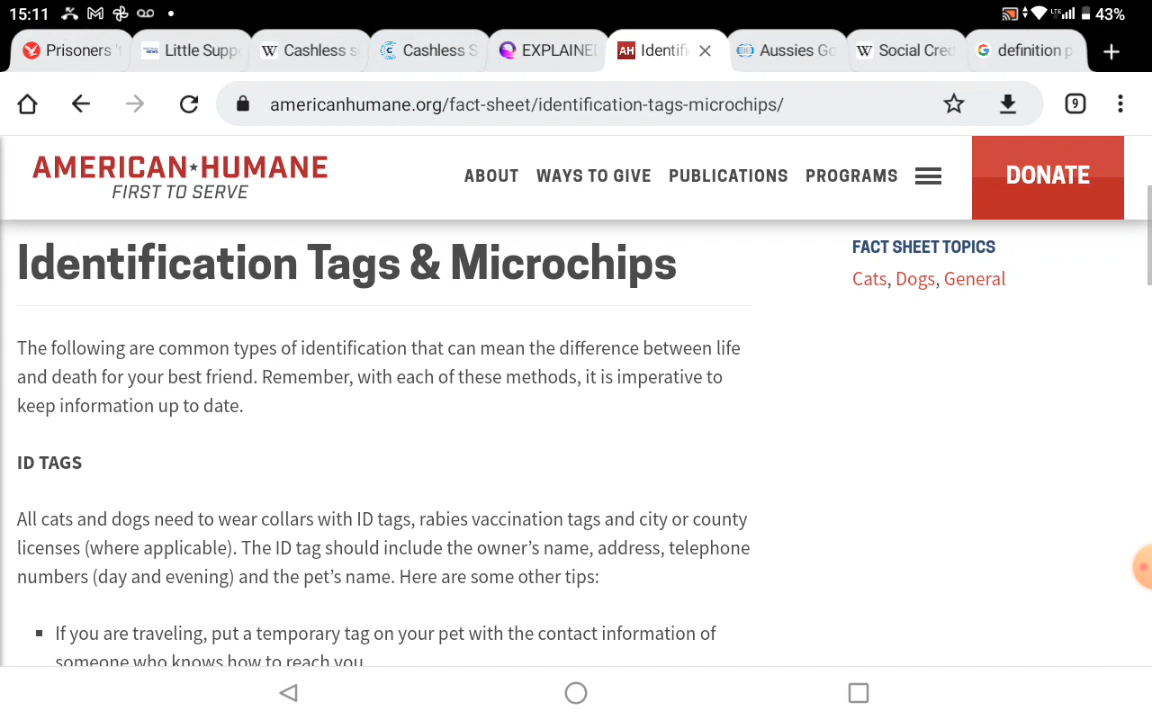 15:11
LTE 43%
Prisoners 't
Little Supp
Cashless s
Cashless S
EXPLAINE
AH Identifi
Aussies Go
Social Cred
definition p
americanhumane.org/fact-sheet/identification-tags-microchips/
9
AMERICAN★HUMANE
FIRST TO SERVE
ABOUT WAYS TO GIVE PUBLICATIONS PROGRAMS
DONATE
Identification Tags & Microchips
FACT SHEET TOPICS
Cats, Dogs, General
The following are common types of identification that can mean the difference between life
and death for your best friend. Remember, with each of these methods, it is imperative to
keep information up to date.
ID TAGS
All cats and dogs need to wear collars with ID tags, rabies vaccination tags and city or county
licenses (where applicable). The ID tag should include the owner's name, address, telephone
numbers (day and evening) and the pet's name. Here are some other tips:
▪ If you are traveling, put a temporary tag on your pet with the contact information of
someone who knows how to reach you